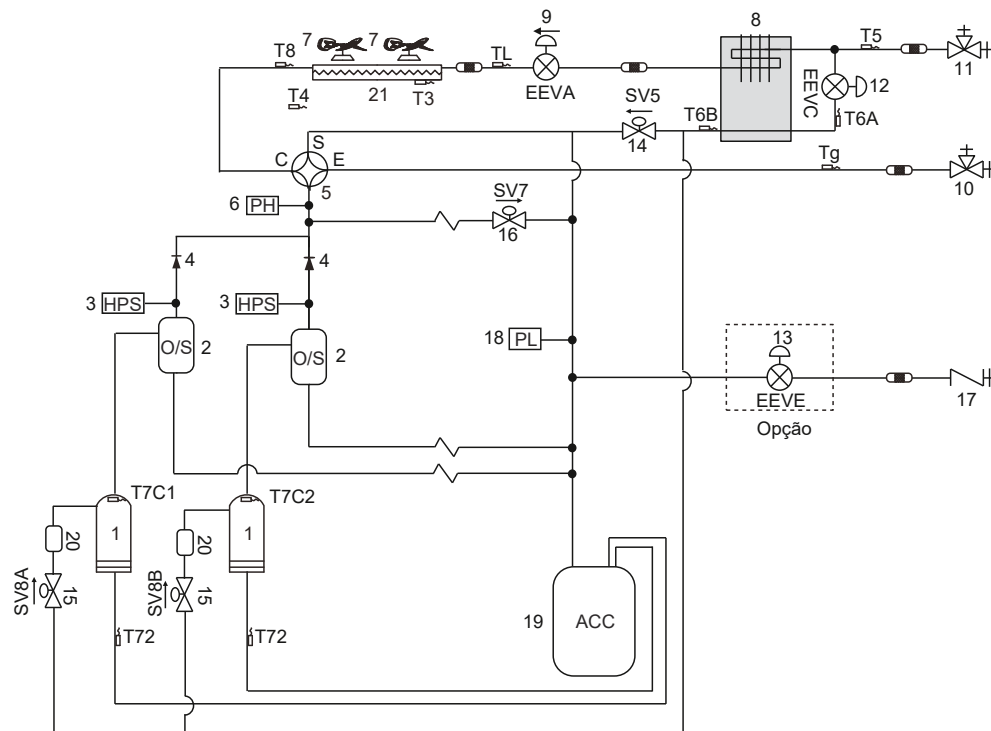 9
8
7
7
T8
TL
T5
EEVA
EEVC
12
11
T4
21
T3
SV5
T6B
T6A
14
S
C
E
5
Tg
10
6
PH
SV7
16
4
4
3
HPS
3
HPS
O/S
2
O/S
2
18
PL
13
EEVE
17
Opção
T7C1
T7C2
1
1
20
20
SV8A
15
SV8B
15
T72
T72
19
ACC